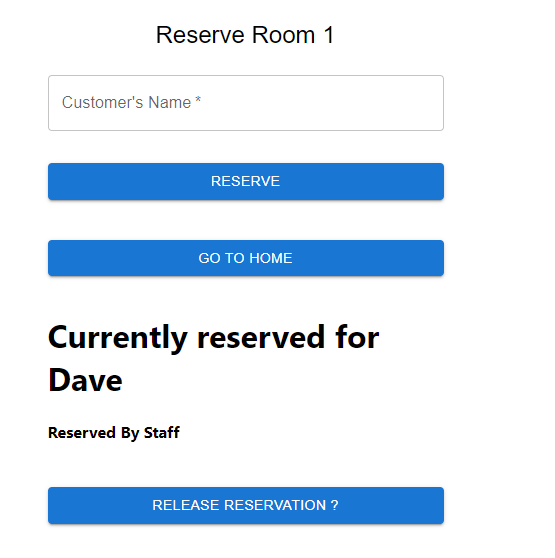 Reserve Room 1
Customer's Name *
RESERVE
GO TO HOME
Currently reserved for
Dave
Reserved By Staff
RELEASE RESERVATION ?